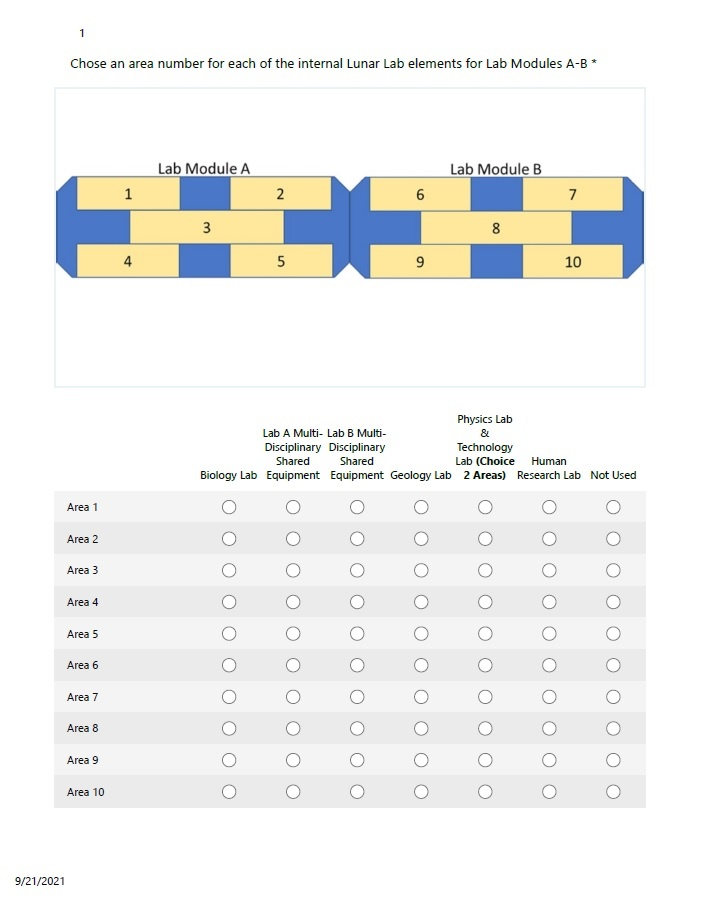 1
Chose an area number for each of the internal Lunar Lab elements for Lab Modules A-B *
Lab Module A
Lab Module B
1
2
6
7
3
8
4
5
9
10
Physics Lab
Lab A Multi- Lab B Multi- &
Disciplinary Disciplinary Technology
Shared Shared Lab (Choice Human
Biology Lab Equipment Equipment Geology Lab 2 Areas) Research Lab Not Used
Area 1
Area 2
Area 3
Area 4
Area 5
Area 6
Area 7
Area 8
Area 9
Area 10
9/21/2021